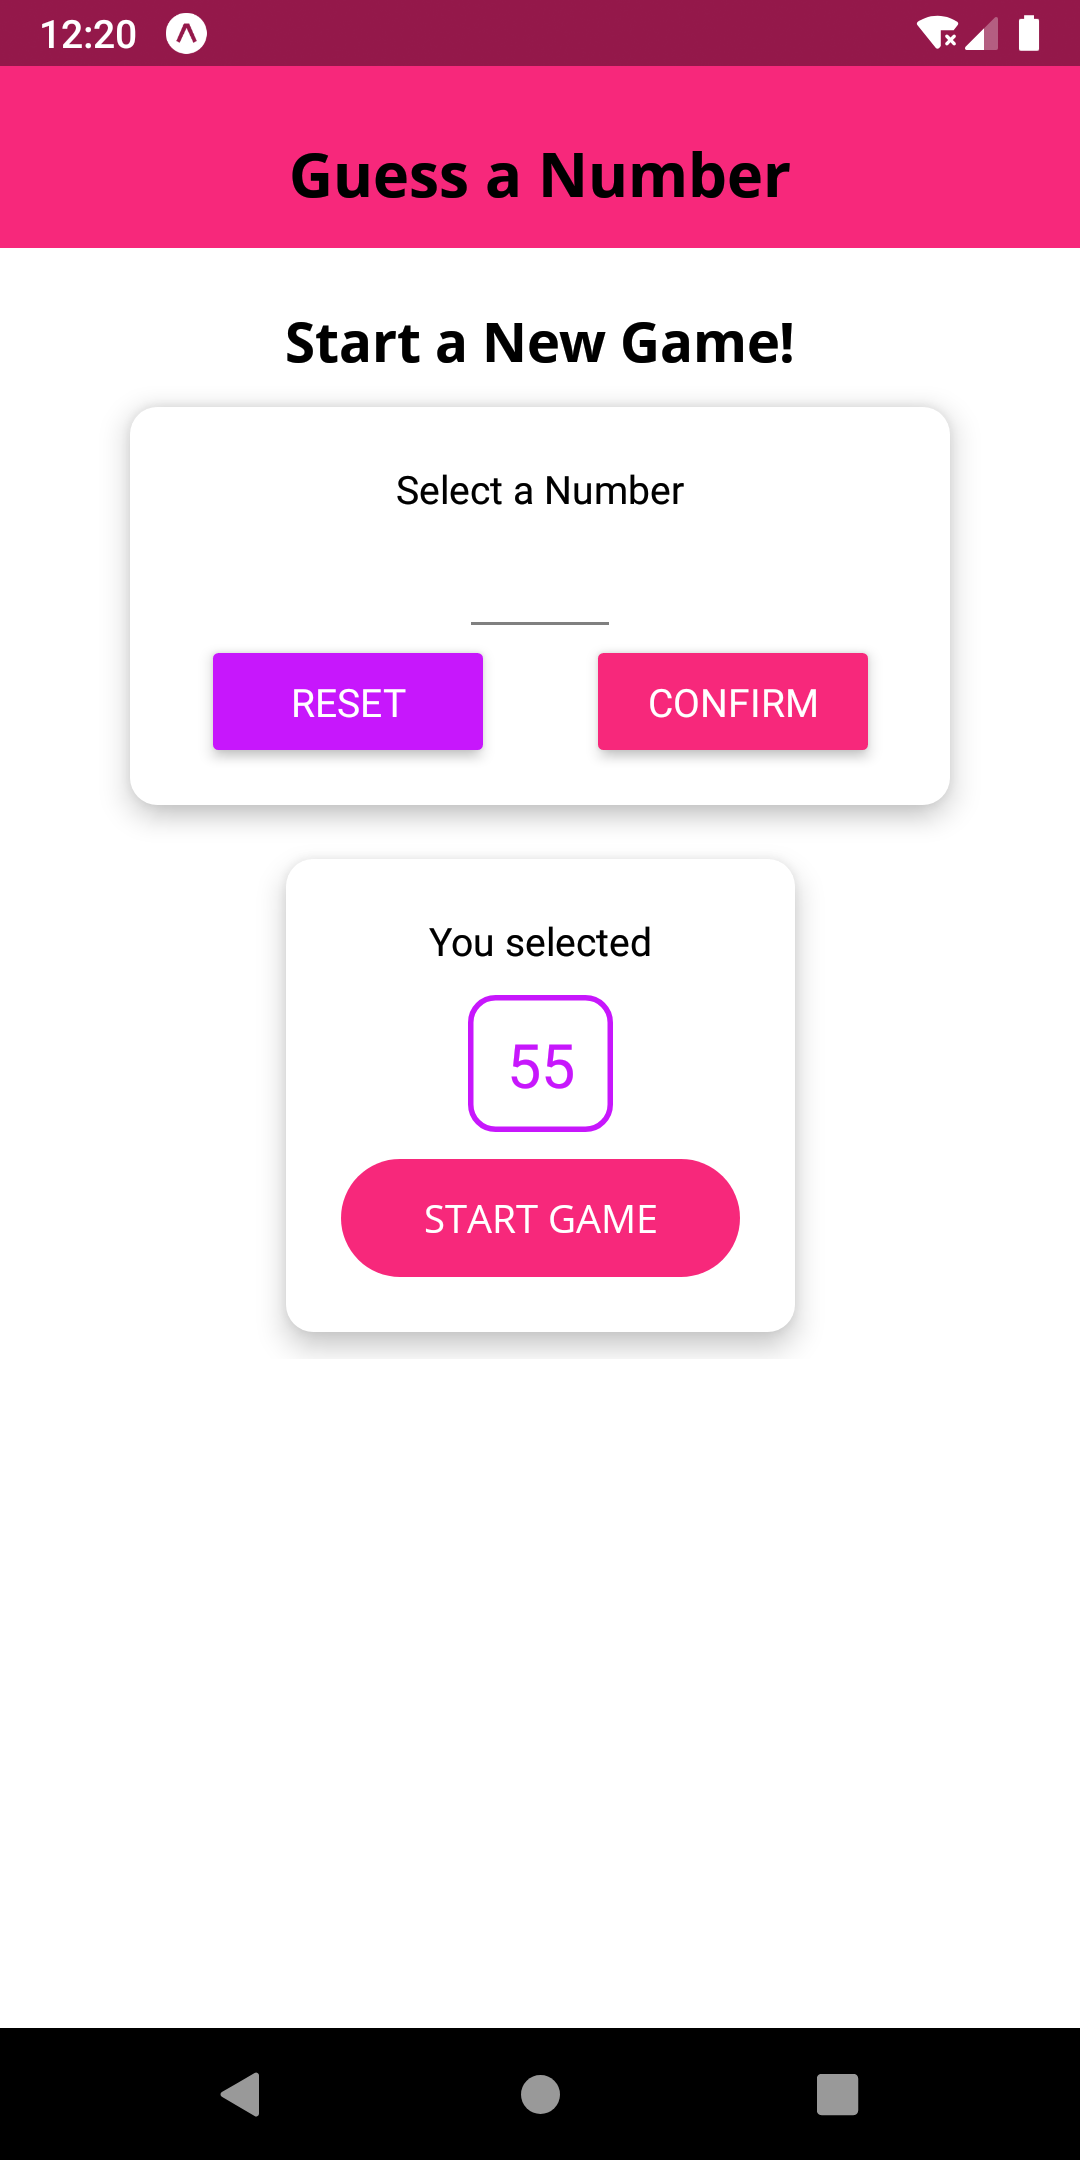 12:20
Guess a Number
Start a New Game!
Select a Number
RESET CONFIRM
You selected
55
START GAME